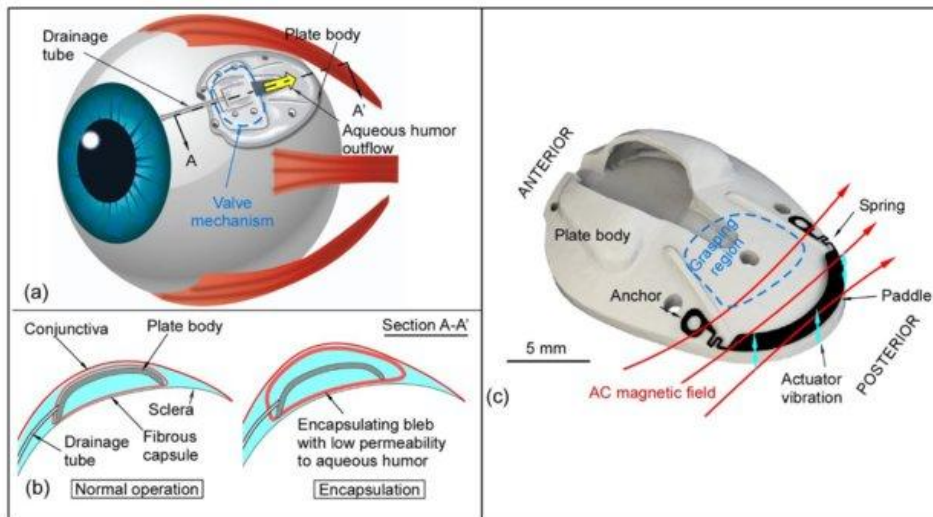 Drainage
tube
Plate body
A'
A
Aqueous humor
outflow
Valve
mechanism
(a)
Conjunctiva
Plate body
Section A-A'
Sclera
Drainage
tube
Fibrous
capsule
Encapsulating bleb
with low permeability
to aqueous humor
(b)
Normal operation
Encapsulation
ANTERIOR
Plate body
Grasping
region
Spring
Anchor
Paddle
POSTERIOR
5 mm
AC magnetic field
Actuator
vibration
(c)